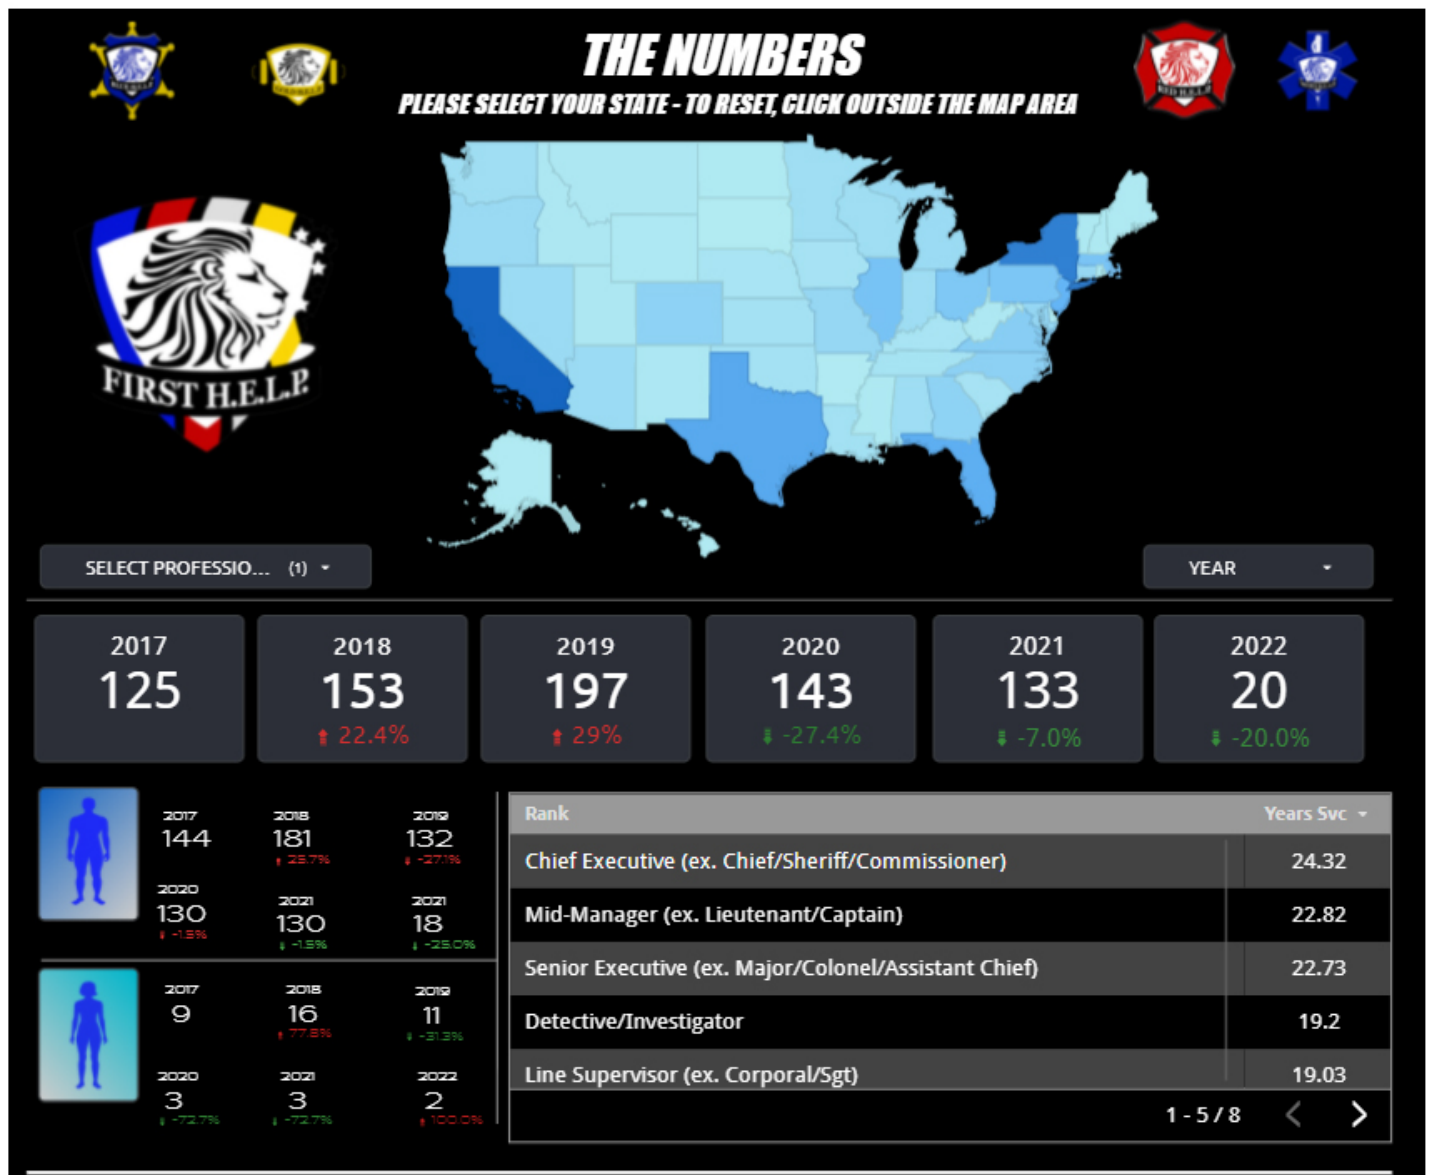 THE NUMBERS
PLEASE SELECT YOUR STATE - TO RESET, CLICK OUTSIDE THE MAP AREA
FIRST H.E.L.P.
SELECT PROFESSIO... (1)
YEAR
2017 2018 2019 2020 2021 2022
125 153 197 143 133 20
22.4% 29% -27.4% -7.0% -20.0%
2017 2018 2019
144 181 132
25.7% -27.1%
2020 2021 2021
130 130 18
-1.5% -1.5% -25.0%
2017 2018 2019
9 16 11
77.8% -31.3%
2020 2021 2022
3 3 2
-72.7% -72.7% 100.0%
Rank Years Svc
Chief Executive (ex. Chief/Sheriff/Commissioner) 24.32
Mid-Manager (ex. Lieutenant/Captain) 22.82
Senior Executive (ex. Major/Colonel/Assistant Chief) 22.73
Detective/Investigator 19.2
Line Supervisor (ex. Corporal/Sgt) 19.03
1 - 5 / 8